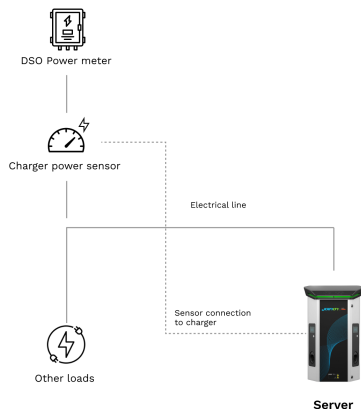 DSO Power meter
Charger power sensor
Electrical line
Sensor connection
to charger
Other loads
Server